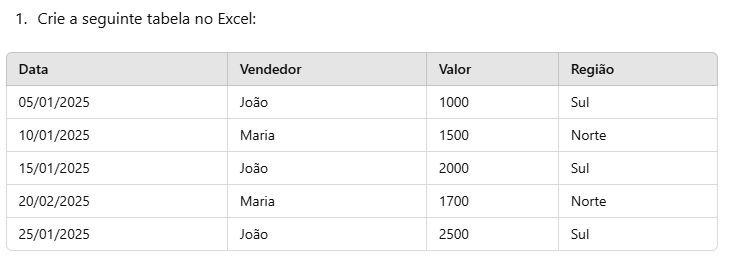 1. Crie a seguinte tabela no Excel:
Data Vendedor Valor Região
05/01/2025 João 1000 Sul
10/01/2025 Maria 1500 Norte
15/01/2025 João 2000 Sul
20/02/2025 Maria 1700 Norte
25/01/2025 João 2500 Sul